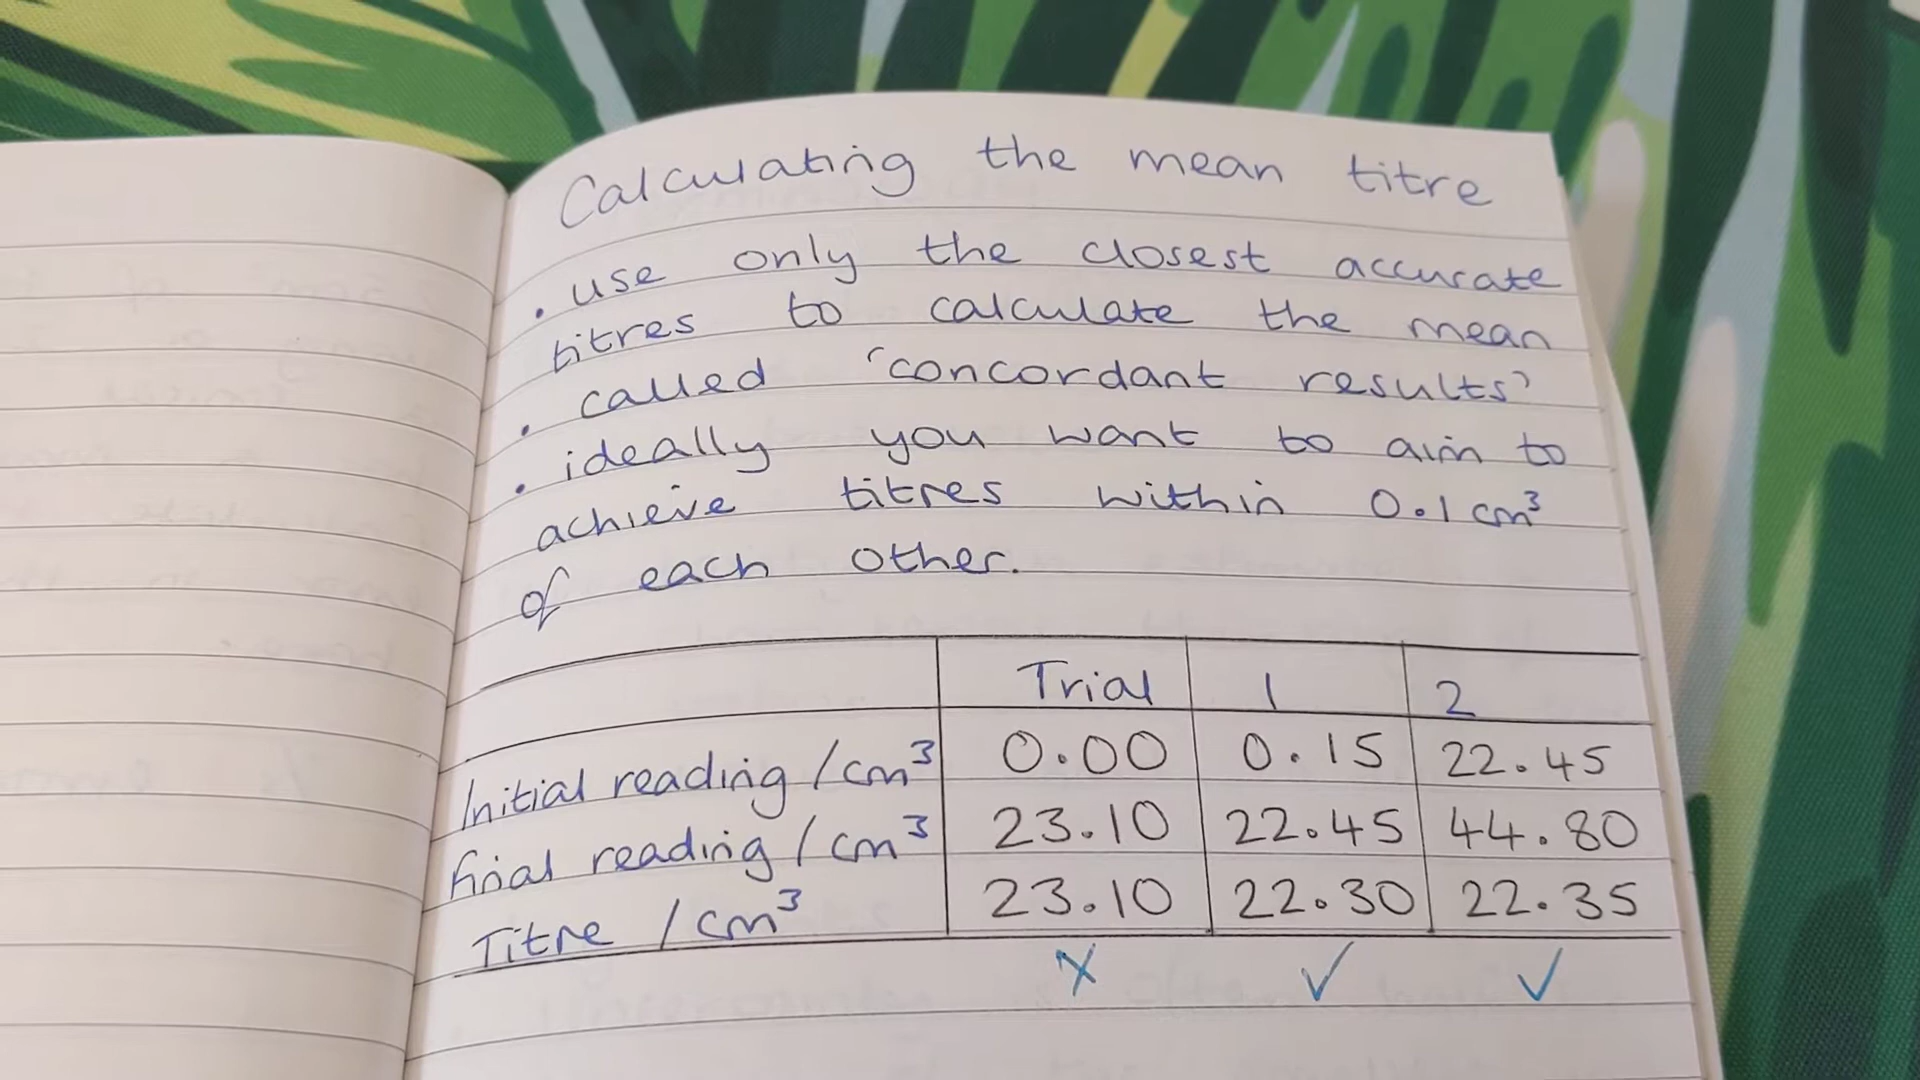 Calculating the mean titre
• use only the closest accurate
titres to calculate the mean
• called 'concordant results'
• ideally you want to aim to
achieve titres within 0.1 cm³
of each other.
Trial 1 2
Initial reading / cm³ 0.00 0.15 22.45
final reading / cm³ 23.10 22.45 44.80
Titre / cm³ 23.10 22.30 22.35
✗ ✓ ✓